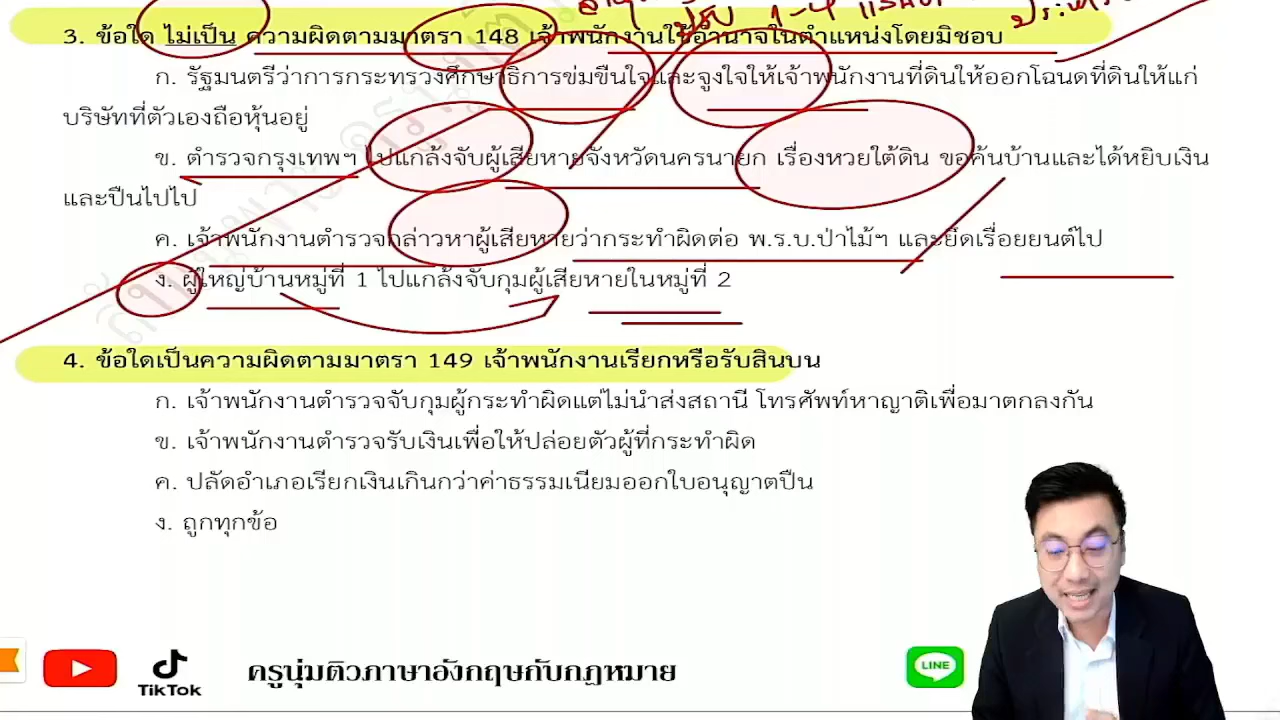 3. ข้อใด ไม่เป็น ความผิดตามมาตรา 148 เจ้าพนักงานใช้อำนาจในตำแหน่งโดยมิชอบ
ก. รัฐมนตรีว่าการกระทรวงศึกษาธิการข่มขืนใจและจูงใจให้เจ้าพนักงานที่ดินให้ออกโฉนดที่ดินให้แก่
บริษัทที่ตัวเองถือหุ้นอยู่
ข. ตำรวจกรุงเทพฯ ไปแกล้งจับผู้เสียหายจังหวัดนครนายก เรื่องหวยใต้ดิน ขอค้นบ้านและได้หยิบเงิน
และปืนไปไป
ค. เจ้าพนักงานตำรวจกล่าวหาผู้เสียหายว่ากระทำผิดต่อ พ.ร.บ.ป่าไม้ฯ และยึดเรื่อยยนต์ไป
ง. ผู้ใหญ่บ้านหมู่ที่ 1 ไปแกล้งจับกุมผู้เสียหายในหมู่ที่ 2
4. ข้อใดเป็นความผิดตามมาตรา 149 เจ้าพนักงานเรียกหรือรับสินบน
ก. เจ้าพนักงานตำรวจจับกุมผู้กระทำผิดแต่ไม่นำส่งสถานี โทรศัพท์หาญาติเพื่อมาตกลงกัน
ข. เจ้าพนักงานตำรวจรับเงินเพื่อให้ปล่อยตัวผู้ที่กระทำผิด
ค. ปลัดอำเภอเรียกเงินเกินกว่าค่าธรรมเนียมออกใบอนุญาตปืน
ง. ถูกทุกข้อ
TikTok
ครูนุ่มติวภาษาอังกฤษกับกฎหมาย
LINE